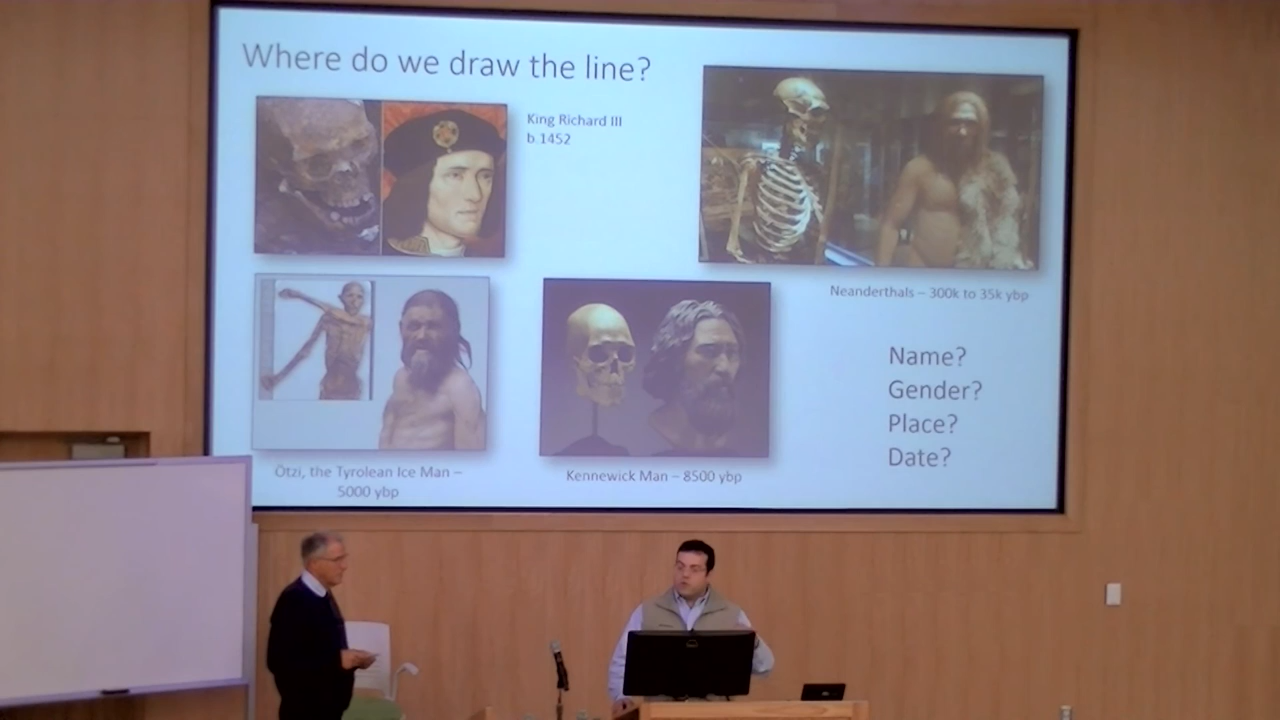 Where do we draw the line?
King Richard III
b.1452
Neanderthals – 300k to 35k ybp
Name?
Gender?
Place?
Date?
Ötzi, the Tyrolean Ice Man –
5000 ybp
Kennewick Man – 8500 ybp